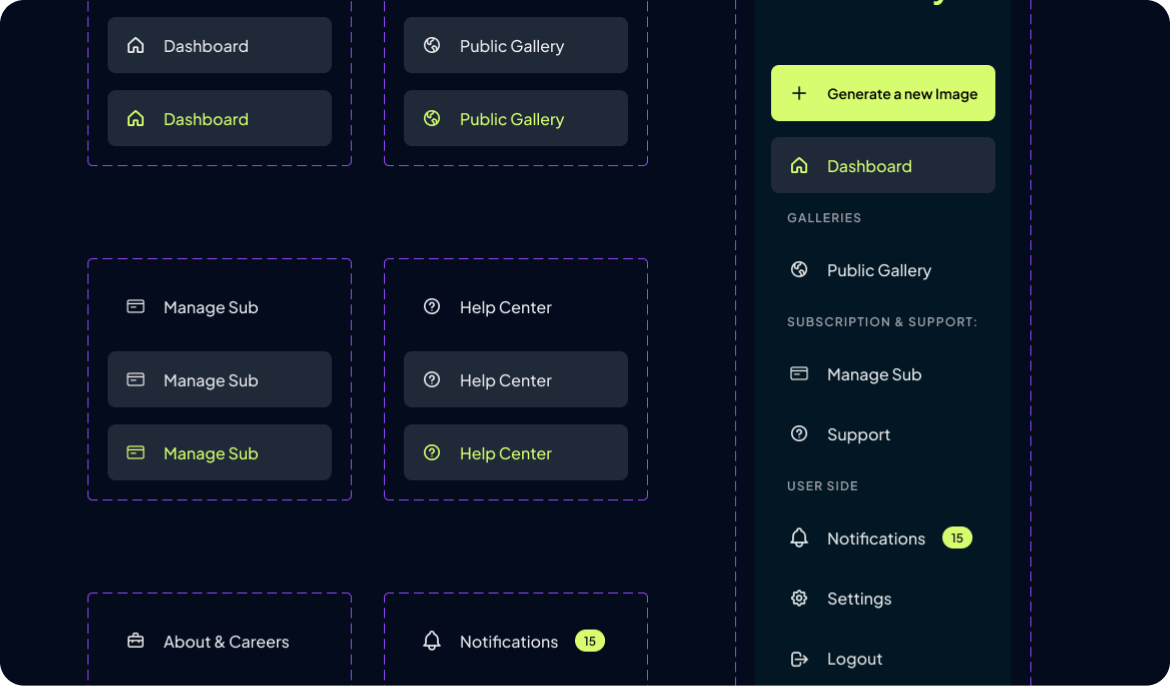 Dashboard
Dashboard
Public Gallery
Public Gallery
Manage Sub
Manage Sub
Manage Sub
Help Center
Help Center
Help Center
About & Careers
Notifications 15
Generate a new Image
Dashboard
GALLERIES
Public Gallery
SUBSCRIPTION & SUPPORT:
Manage Sub
Support
USER SIDE
Notifications 15
Settings
Logout